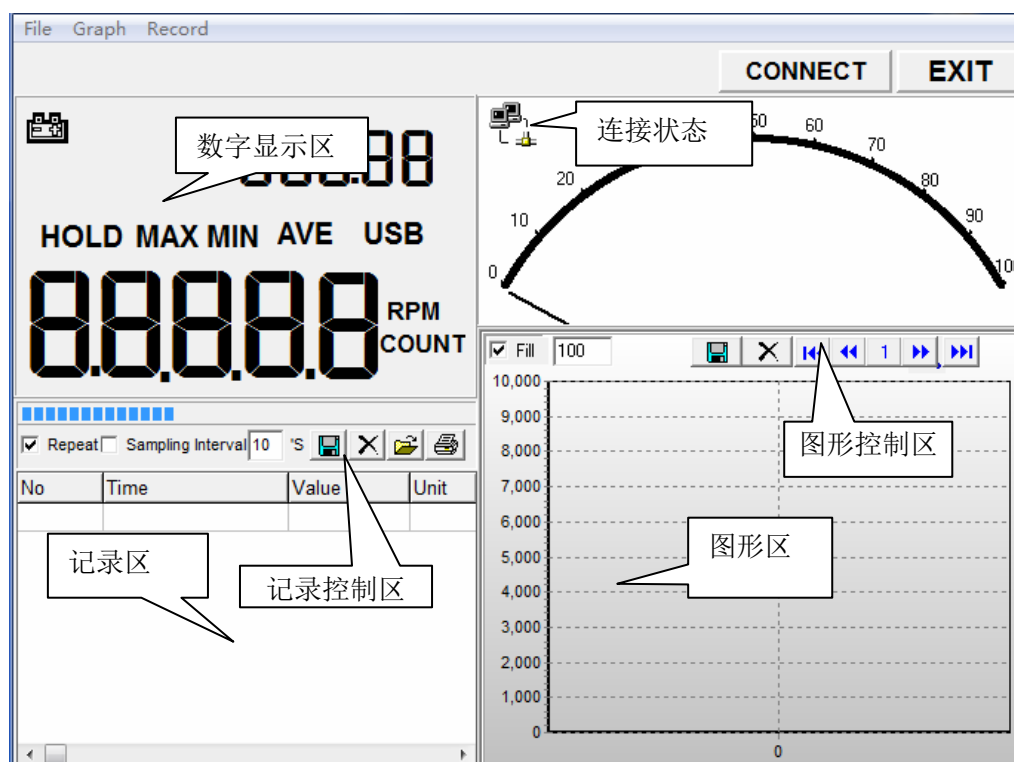 File Graph Record
CONNECT EXIT
数字显示区
连接状态
HOLD MAX MIN AVE USB
RPM
COUNT
0
10
20
50
60
70
80
90
100
Fill 100
1
图形控制区
10,000
9,000
8,000
7,000
6,000
5,000
4,000
3,000
2,000
1,000
0
0
图形区
Repeat Sampling Interval 10 'S
No Time Value Unit
记录区
记录控制区